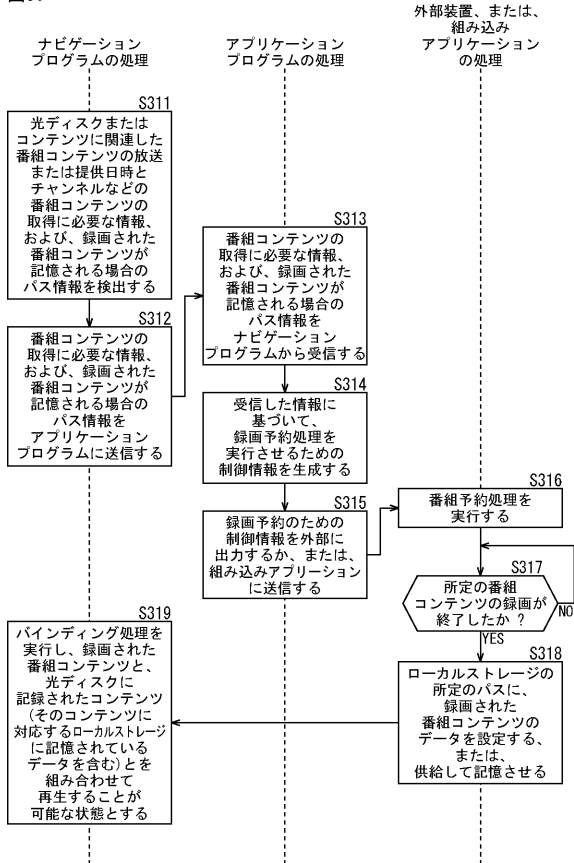 ナビゲーション
プログラムの処理
アプリケーション
プログラムの処理
外部装置、または、
組み込み
アプリケーション
の処理
S311
光ディスクまたは
コンテンツに関連した
番組コンテンツの放送
または提供日時と
チャンネルなどの
番組コンテンツの
取得に必要な情報、
および、録画された
番組コンテンツが
記憶される場合の
パス情報を検出する
S312
番組コンテンツの
取得に必要な情報、
および、録画された
番組コンテンツが
記憶される場合の
パス情報を
アプリケーション
プログラムに送信する
S313
番組コンテンツの
取得に必要な情報、
および、録画された
番組コンテンツが
記憶される場合の
パス情報を
ナビゲーション
プログラムから受信する
S314
受信した情報に
基づいて、
録画予約処理を
実行させるための
制御情報を生成する
S315
録画予約のための
制御情報を外部に
出力するか、または、
組み込みアプリーション
に送信する
S316
番組予約処理を
実行する
S317
所定の番組
コンテンツの録画が
終了したか ?
NO
YES
S318
ローカルストレージの
所定のパスに、
録画された
番組コンテンツの
データを設定する、
または、
供給して記憶させる
S319
バインディング処理を
実行し、録画された
番組コンテンツと、
光ディスクに
記録されたコンテンツ
(そのコンテンツに
対応するローカルストレージ
に記憶されている
データを含む)とを
組み合わせて
再生することが
可能な状態とする